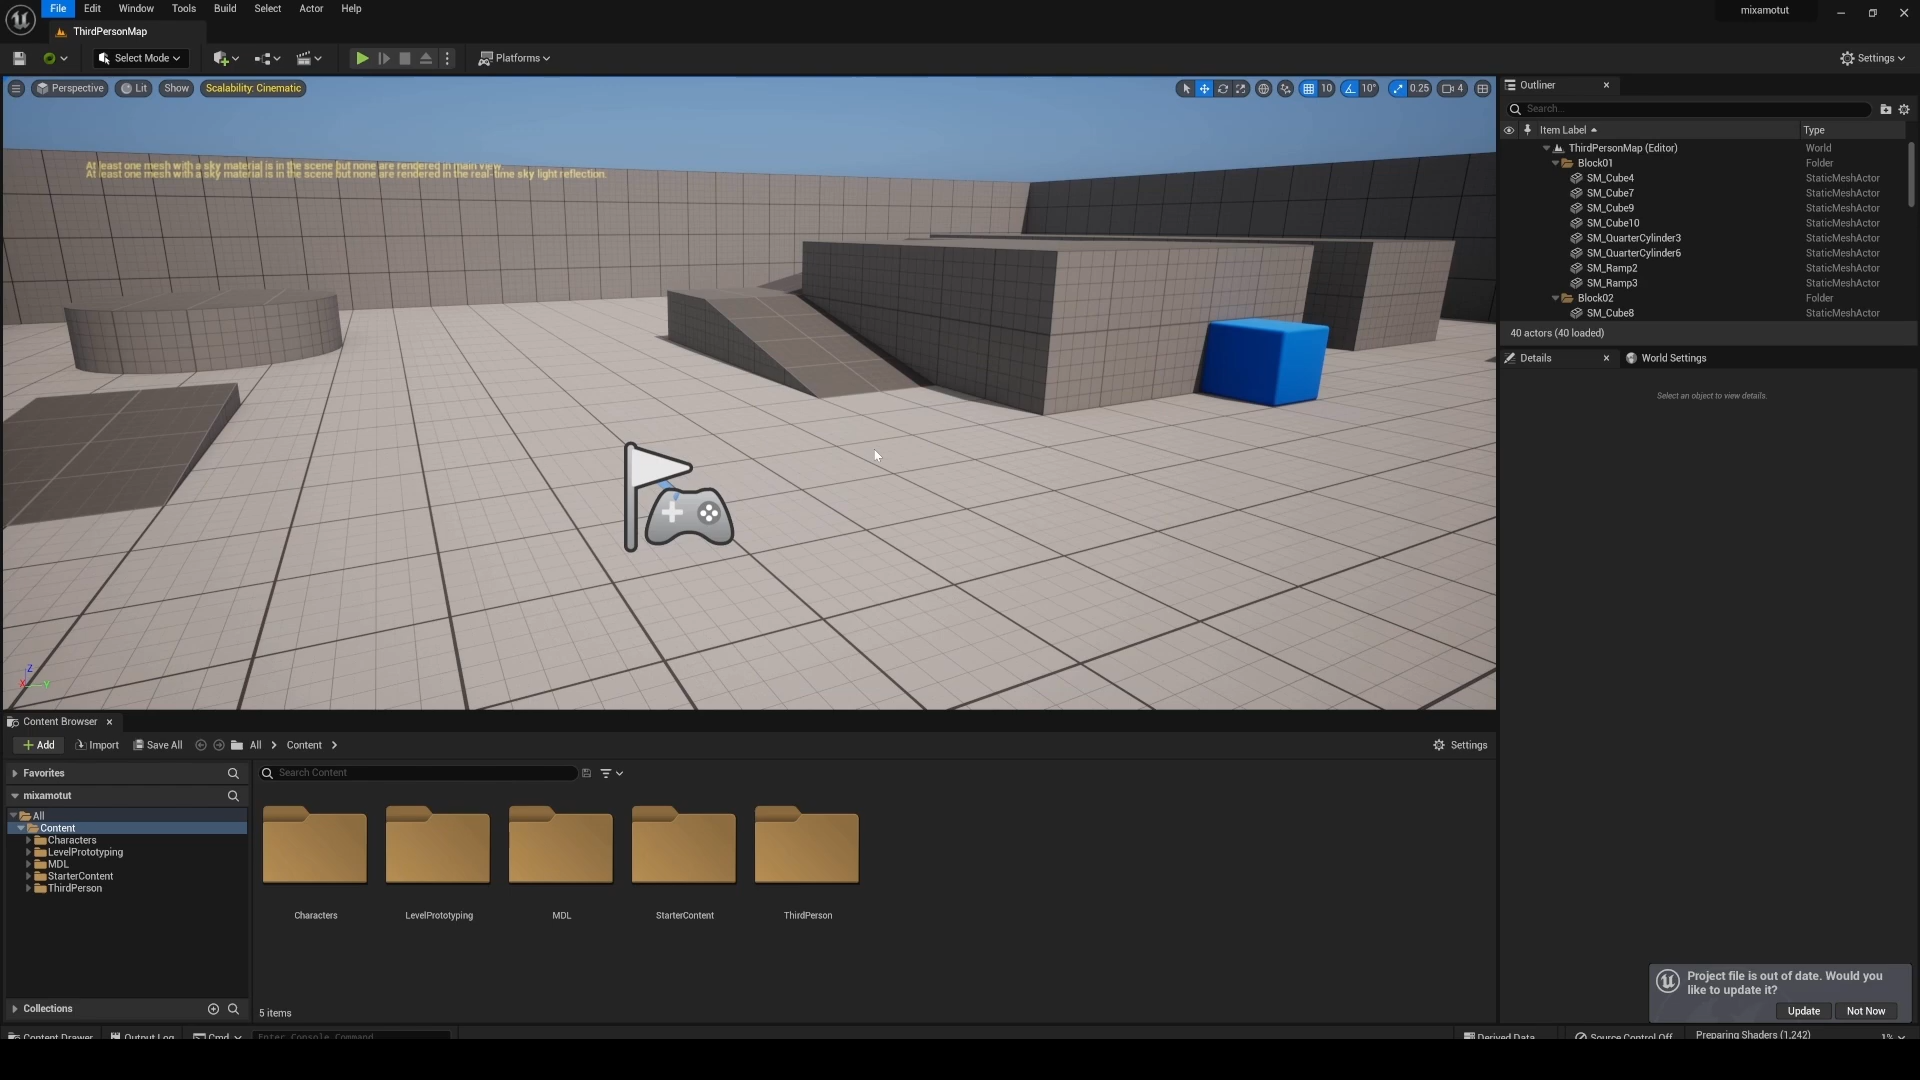 File Edit Window Tools Build Select Actor Help
mixamotut
ThirdPersonMap
Select Mode
Platforms
Settings
Perspective Lit Show Scalability: Cinematic
10 10° 0.25 4
At least one mesh with a sky material is in the scene but none are rendered in main view.
At least one mesh with a sky material is in the scene but none are rendered in the real-time sky light reflection.
Z
X
Y
Outliner
Search...
Item Label Type
ThirdPersonMap (Editor) World
Block01 Folder
SM_Cube4 StaticMeshActor
SM_Cube7 StaticMeshActor
SM_Cube9 StaticMeshActor
SM_Cube10 StaticMeshActor
SM_QuarterCylinder3 StaticMeshActor
SM_QuarterCylinder6 StaticMeshActor
SM_Ramp2 StaticMeshActor
SM_Ramp3 StaticMeshActor
Block02 Folder
SM_Cube8 StaticMeshActor
40 actors (40 loaded)
Details World Settings
Select an object to view details.
Content Browser
Add Import Save All All Content Settings
Favorites
Search Content
mixamotut
All
Content
Characters
LevelPrototyping
MDL
StarterContent
ThirdPerson
Characters LevelPrototyping MDL StarterContent ThirdPerson
Collections
5 items
Project file is out of date. Would you
like to update it?
Update Not Now
Content Drawer Output Log Cmd Enter Console Command Derived Data Source Control Off Preparing Shaders (1,242) 1%